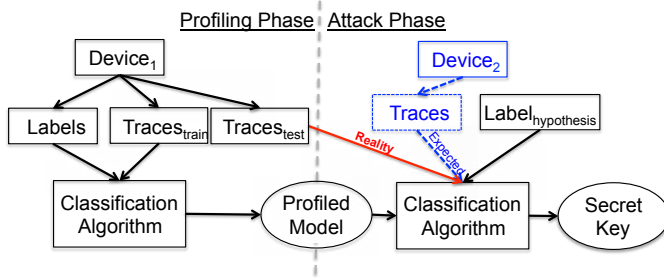 Profiling Phase
Attack Phase
Device1
Device2
Labels
Tracestrain
Tracestest
Traces
Labelhypothesis
Reality
Expected
Classification
Algorithm
Profiled
Model
Classification
Algorithm
Secret
Key